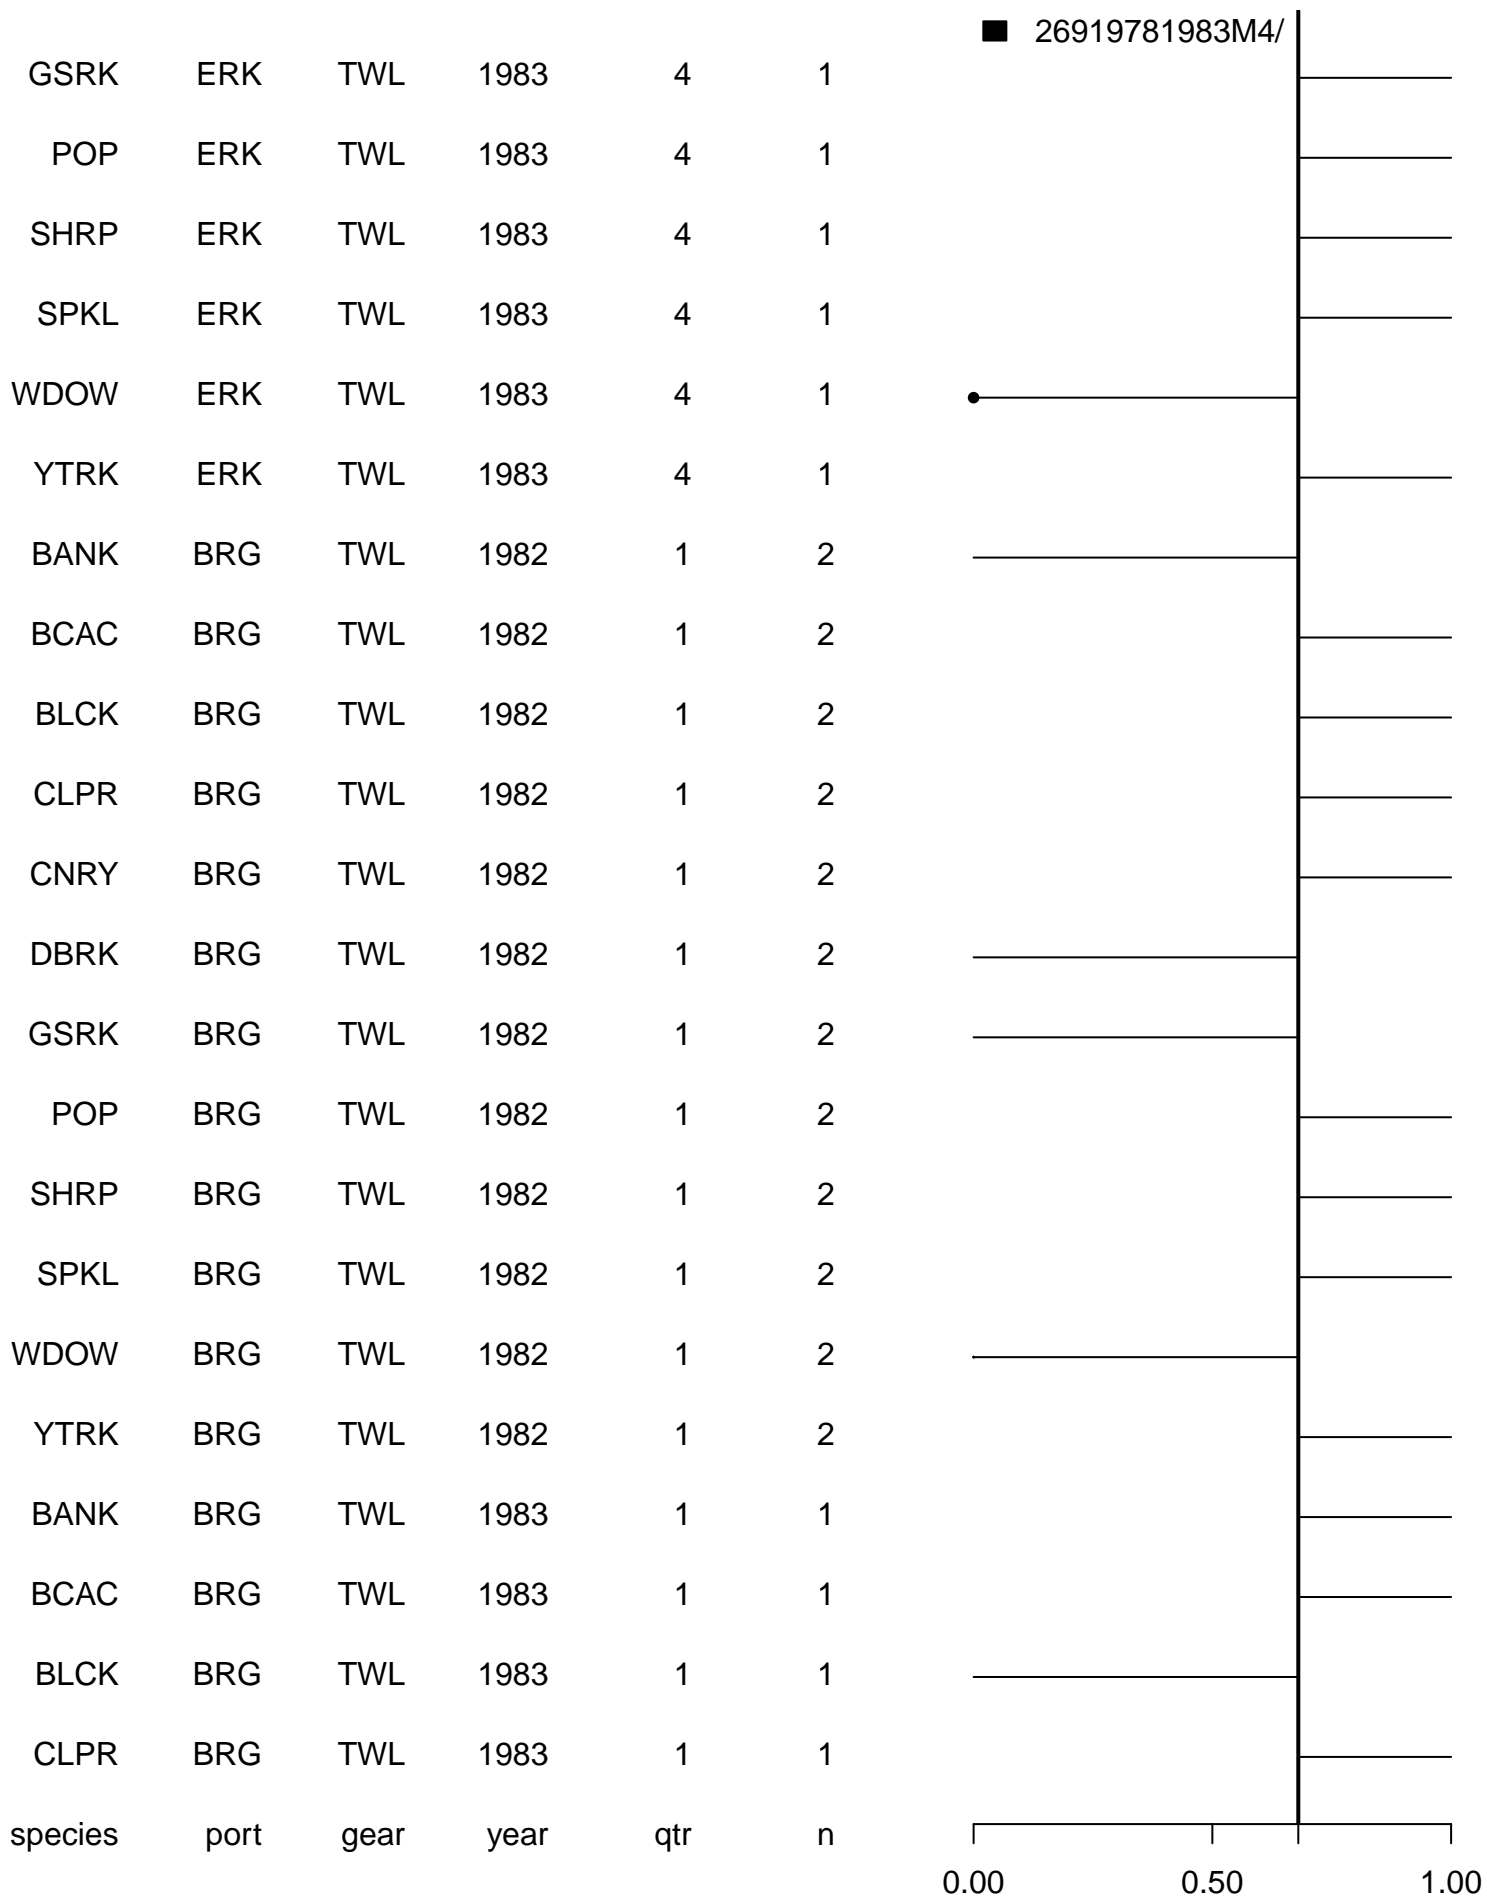 26919781983M4/
GSRK ERK TWL 1983 4 1
POP ERK TWL 1983 4 1
SHRP ERK TWL 1983 4 1
SPKL ERK TWL 1983 4 1
WDOW ERK TWL 1983 4 1
YTRK ERK TWL 1983 4 1
BANK BRG TWL 1982 1 2
BCAC BRG TWL 1982 1 2
BLCK BRG TWL 1982 1 2
CLPR BRG TWL 1982 1 2
CNRY BRG TWL 1982 1 2
DBRK BRG TWL 1982 1 2
GSRK BRG TWL 1982 1 2
POP BRG TWL 1982 1 2
SHRP BRG TWL 1982 1 2
SPKL BRG TWL 1982 1 2
WDOW BRG TWL 1982 1 2
YTRK BRG TWL 1982 1 2
BANK BRG TWL 1983 1 1
BCAC BRG TWL 1983 1 1
BLCK BRG TWL 1983 1 1
CLPR BRG TWL 1983 1 1
species port gear year qtr n
0.00 0.50 1.00